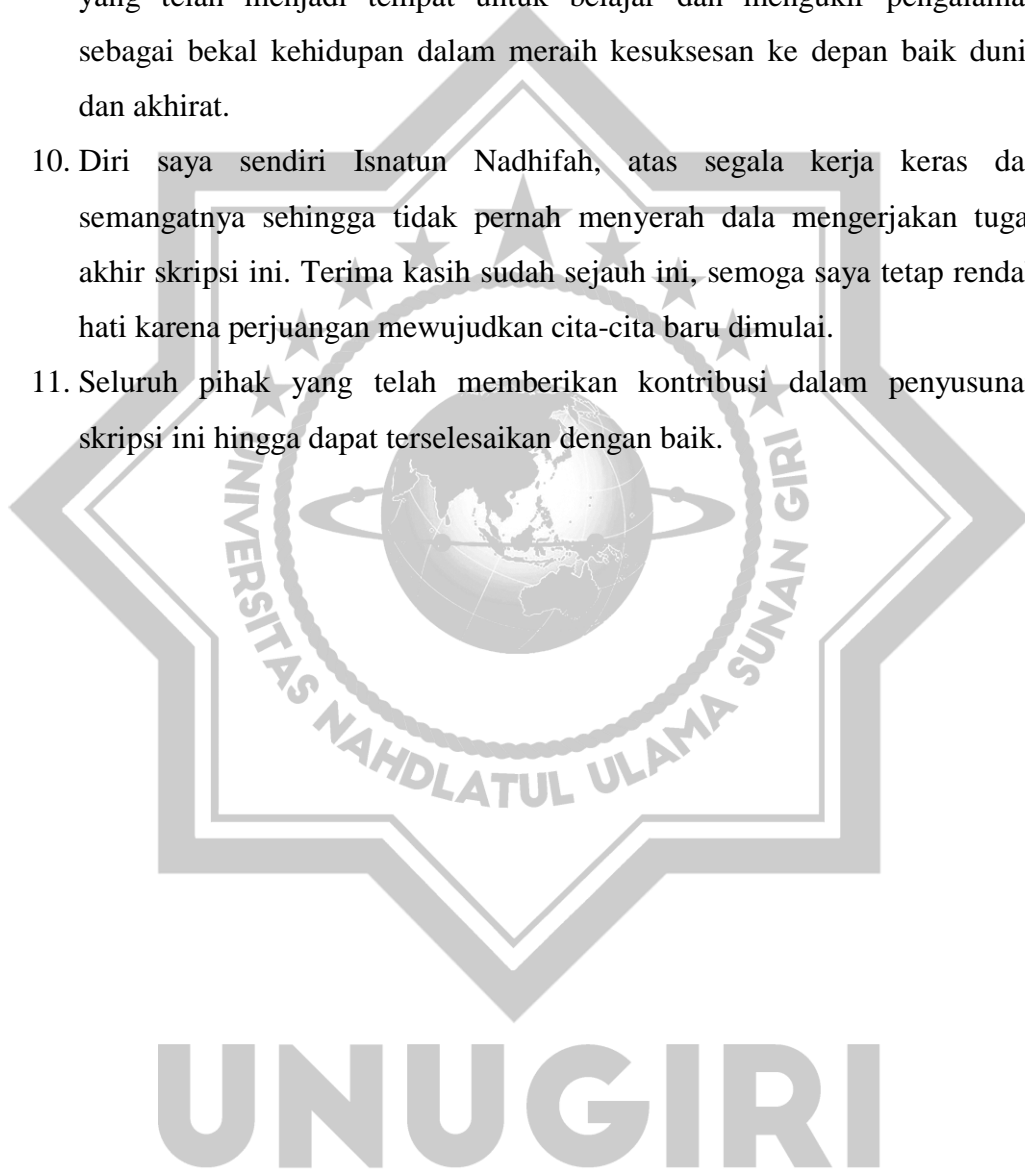 yang telah menjadi tempat untuk belajar dan mengukir pengalama
sebagai bekal kehidupan dalam meraih kesuksesan ke depan baik duni
dan akhirat.
10. Diri saya sendiri Isnatun Nadhifah, atas segala kerja keras da
semangatnya sehingga tidak pernah menyerah dala mengerjakan tuga
akhir skripsi ini. Terima kasih sudah sejauh ini, semoga saya tetap renda
hati karena perjuangan mewujudkan cita-cita baru dimulai.
11. Seluruh pihak yang telah memberikan kontribusi dalam penyusuna
skripsi ini hingga dapat terselesaikan dengan baik.
UNIVERSITAS NAHDLATUL ULAMA SUNAN GIRI
UNUGIRI